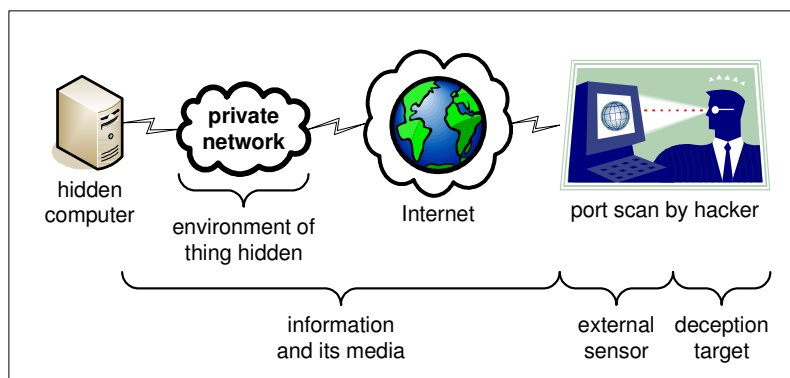 private
network
hidden
computer
environment of
thing hidden
Internet
port scan by hacker
information
and its media
external
sensor
deception
target